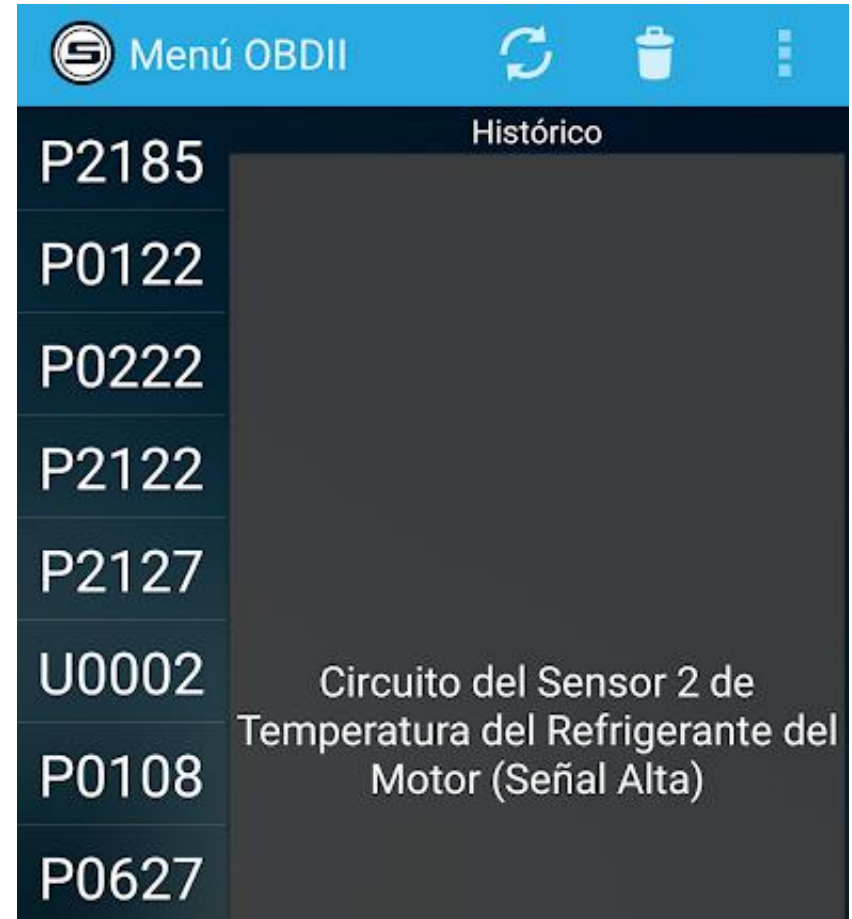 Menú OBDII
Histórico
P2185
P0122
P0222
P2122
P2127
U0002
P0108
P0627
Circuito del Sensor 2 de
Temperatura del Refrigerante del
Motor (Señal Alta)